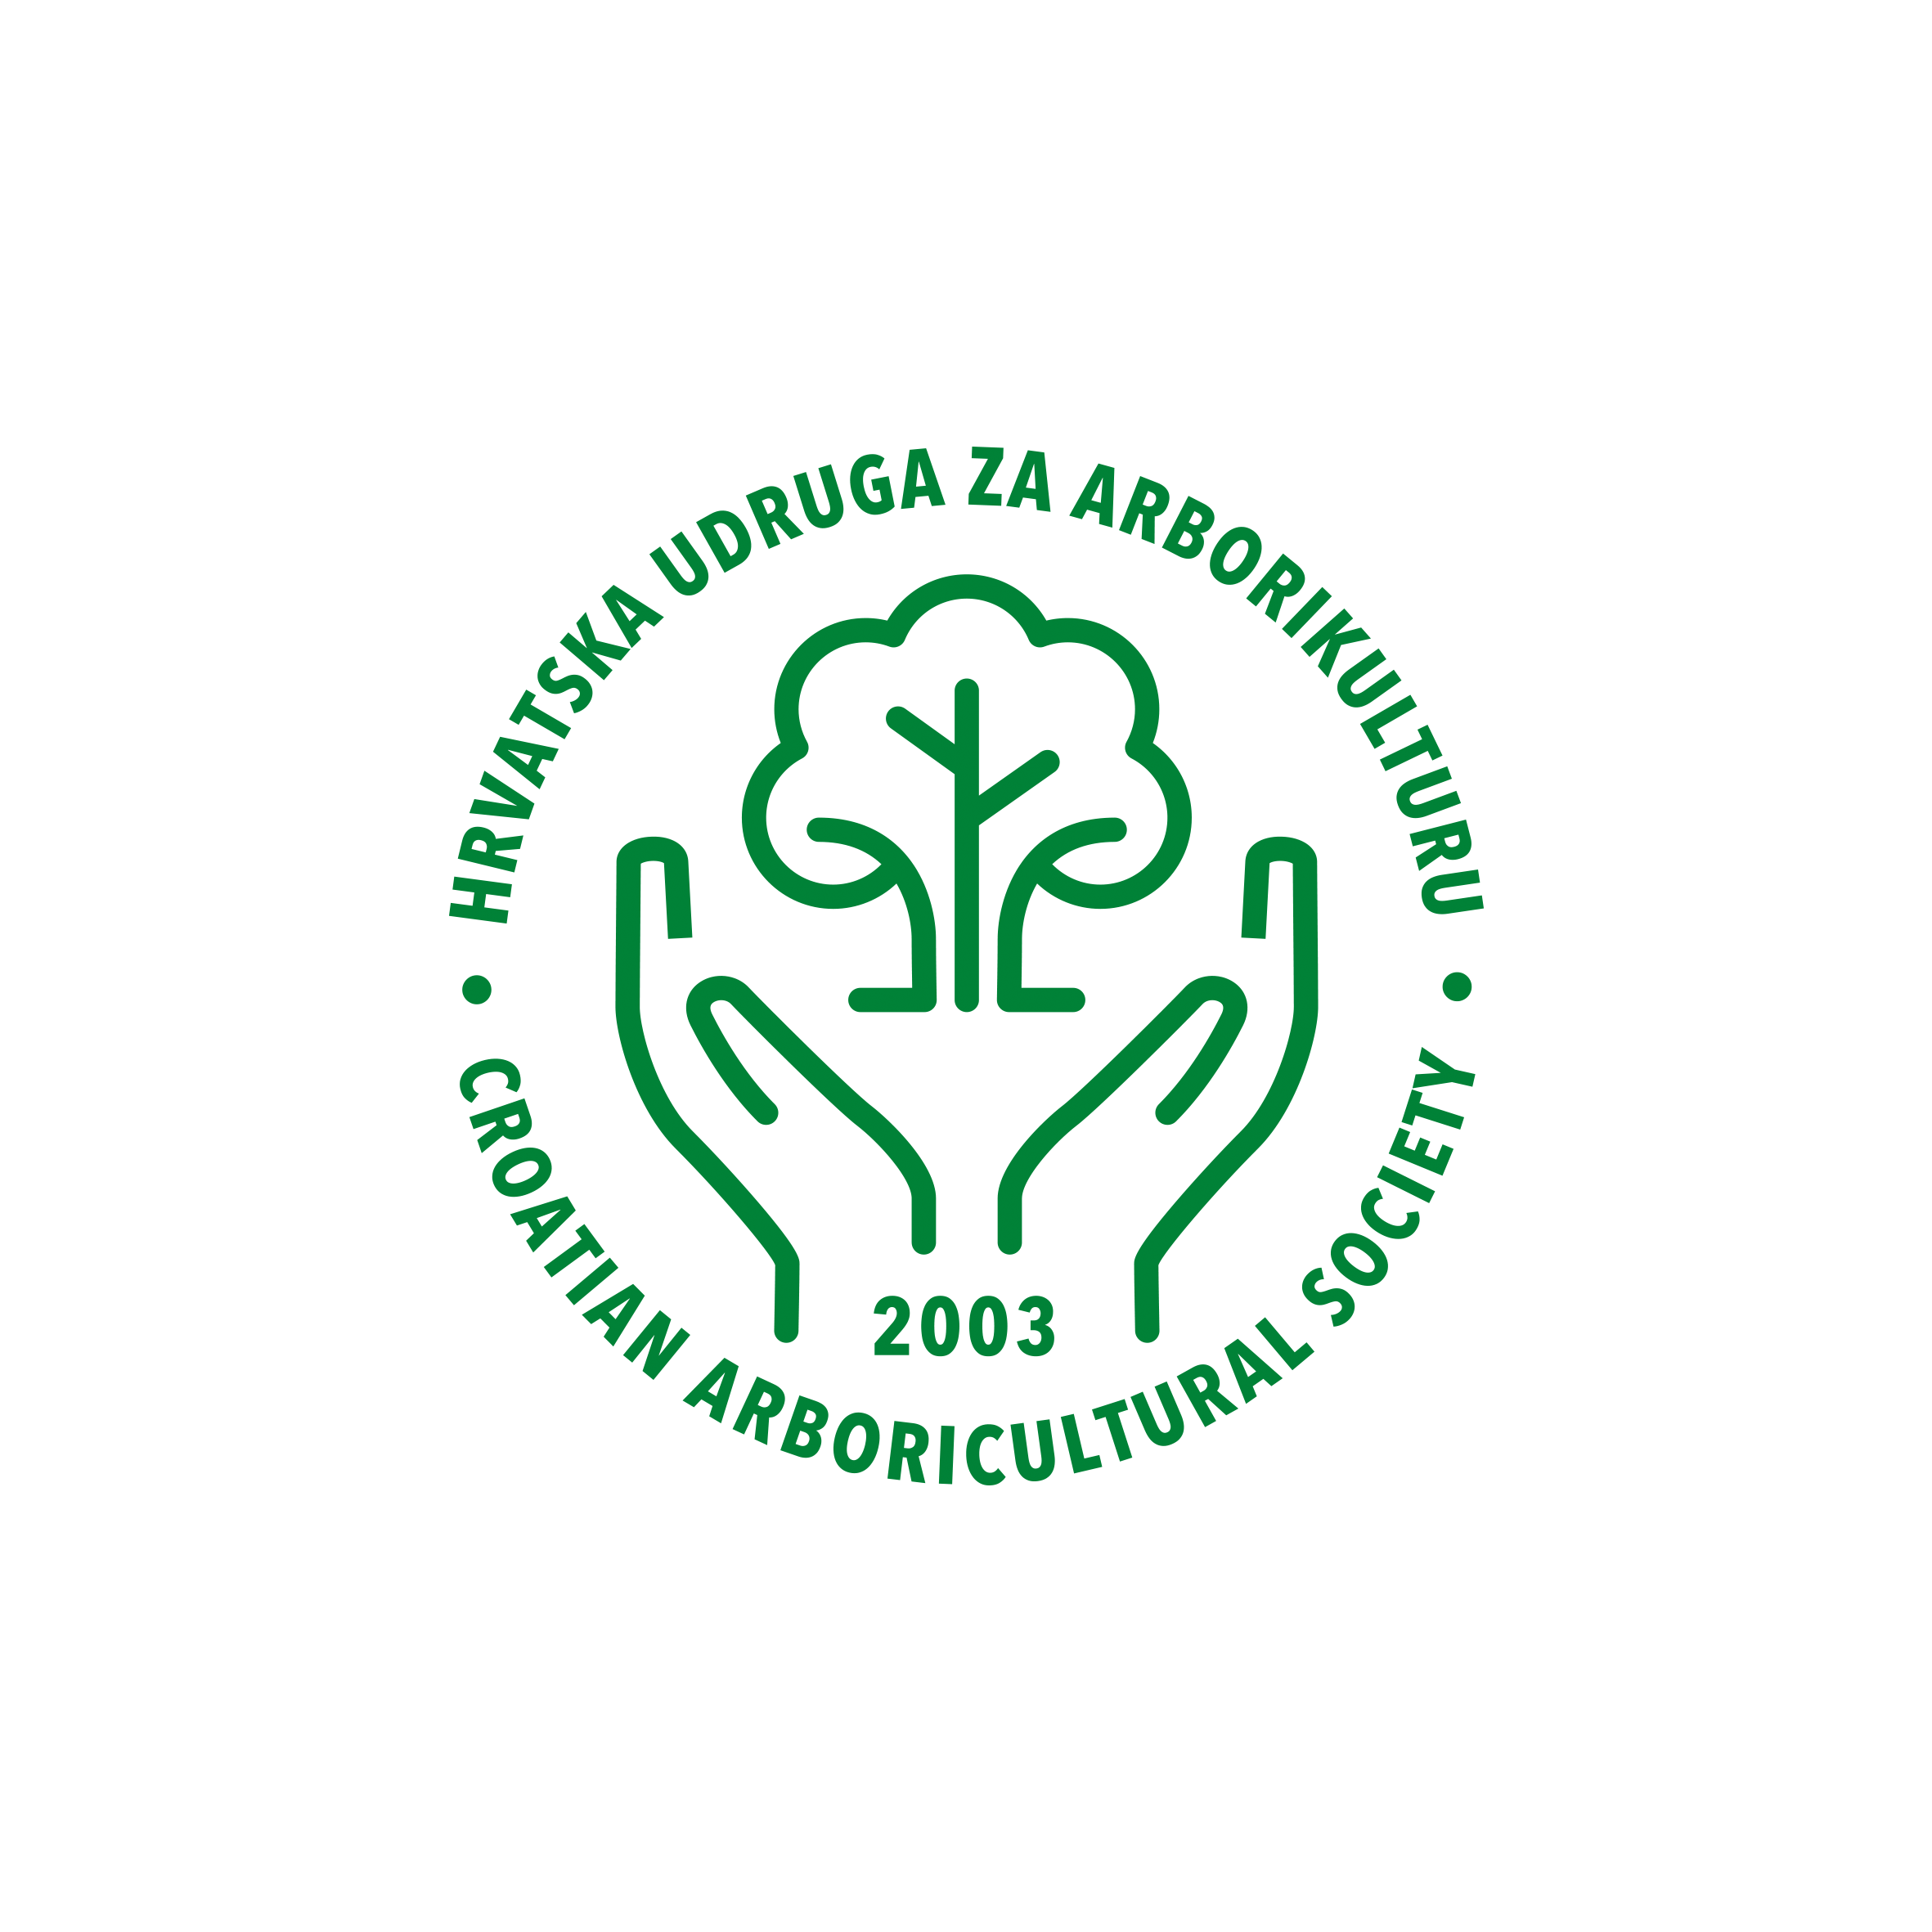 HRVATSKA UDRUGA ZA ARBORIKULTURU
2003
CROATIAN ARBORICULTURAL SOCIETY